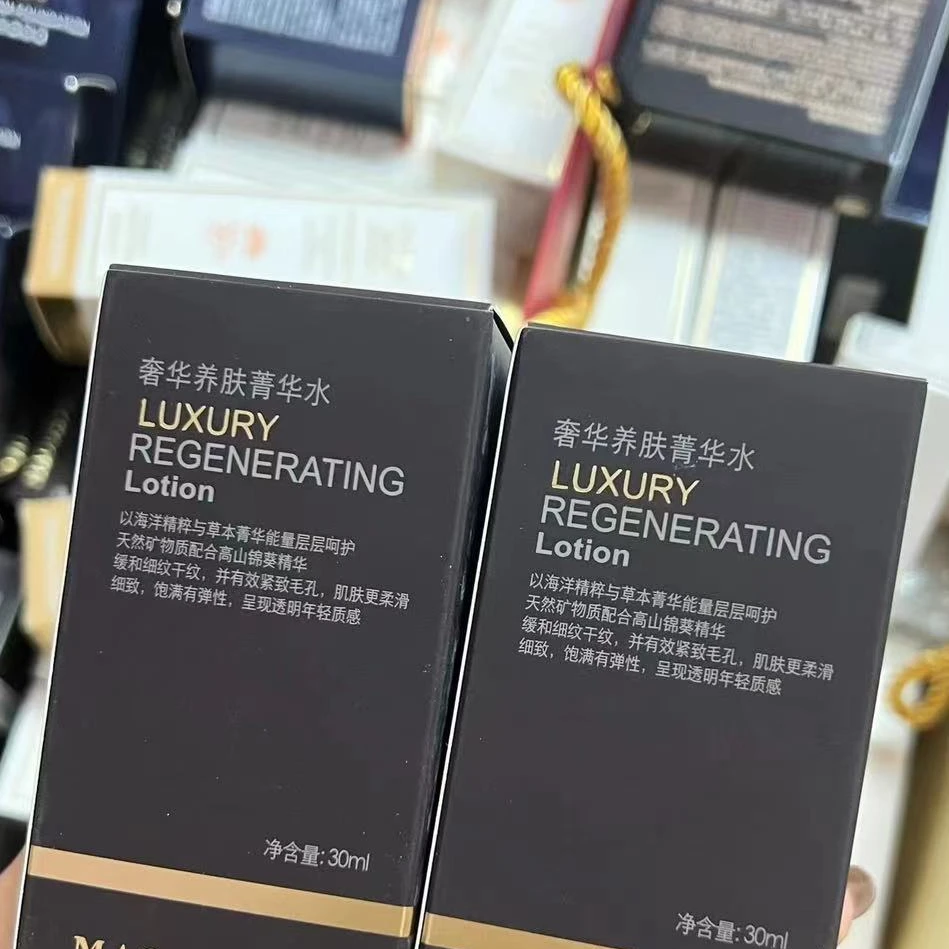 奢华养肤菁华水
LUXURY
REGENERATING
Lotion
以海洋精粹与草本菁华能量层层呵护
天然矿物质配合高山锦葵精华
缓和细纹干纹，并有效紧致毛孔，肌肤更柔滑
细致，饱满有弹性，呈现透明年轻质感
净含量:30ml
奢华养肤菁华水
LUXURY
REGENERATING
Lotion
以海洋精粹与草本菁华能量层层呵护
天然矿物质配合高山锦葵精华
缓和细纹干纹，并有效紧致毛孔，肌肤更柔滑
细致，饱满有弹性，呈现透明年轻质感
净含量:30ml